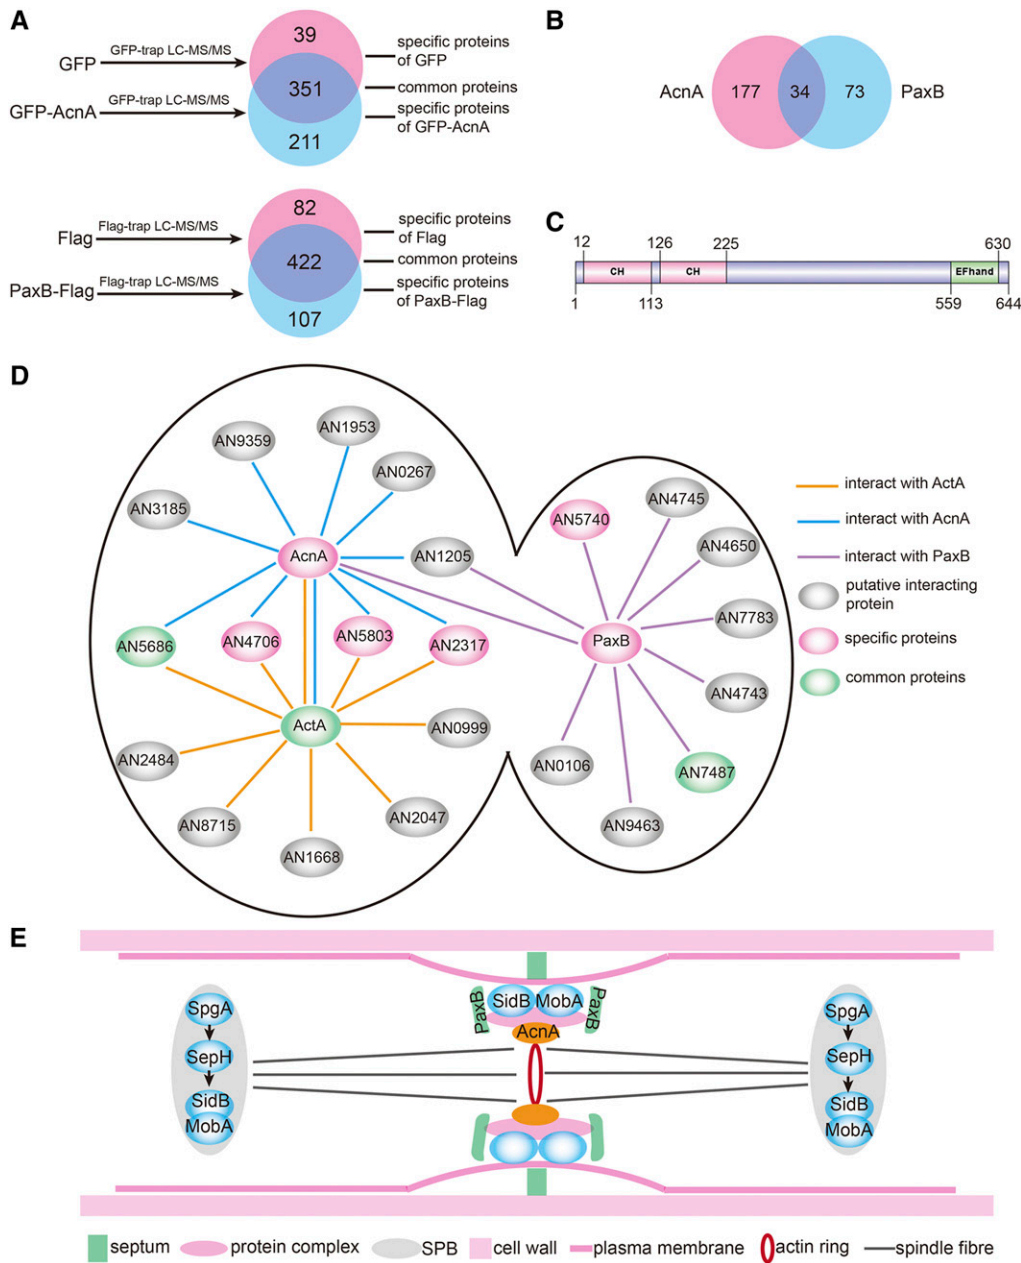 A
GFP
GFP-trap LC-MS/MS
GFP-AcnA
GFP-trap LC-MS/MS
39
351
211
specific proteins
of GFP
common proteins
specific proteins
of GFP-AcnA
Flag
Flag-trap LC-MS/MS
PaxB-Flag
Flag-trap LC-MS/MS
82
422
107
specific proteins
of Flag
common proteins
specific proteins
of PaxB-Flag
B
AcnA
177
34
73
PaxB
C
12
126
225
630
CH
CH
EFhand
1
113
559
644
D
AN9359
AN1953
AN0267
AN3185
AcnA
AN1205
AN5686
AN4706
AN5803
AN2317
ActA
AN0999
AN2484
AN8715
AN1668
AN2047
AN5740
AN4745
AN4650
AN7783
PaxB
AN4743
AN0106
AN7487
AN9463
interact with ActA
interact with AcnA
interact with PaxB
putative interacting
protein
specific proteins
common proteins
E
SpgA
SepH
SidB
MobA
PaxB
SidB
MobA
PaxB
AcnA
SpgA
SepH
SidB
MobA
septum
protein complex
SPB
cell wall
plasma membrane
actin ring
spindle fibre